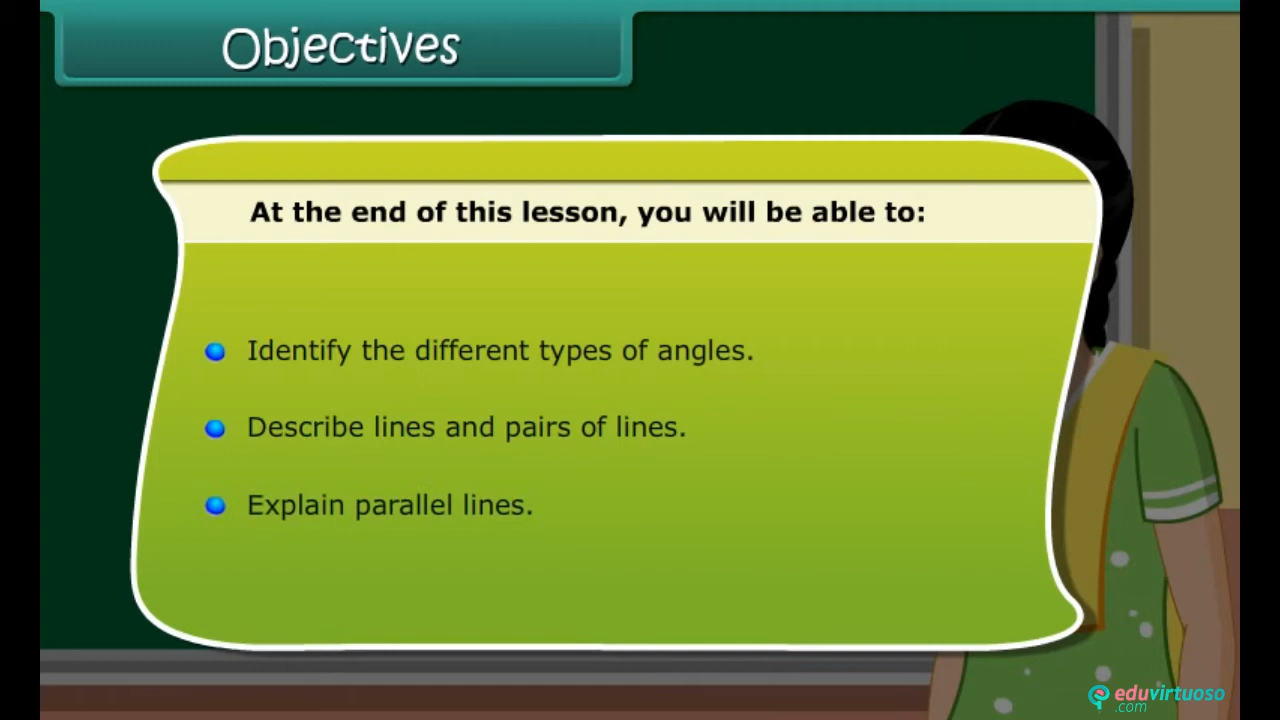 Objectives
At the end of this lesson, you will be able to:
Identify the different types of angles.
Describe lines and pairs of lines.
Explain parallel lines.
eduvirtuoso
.com